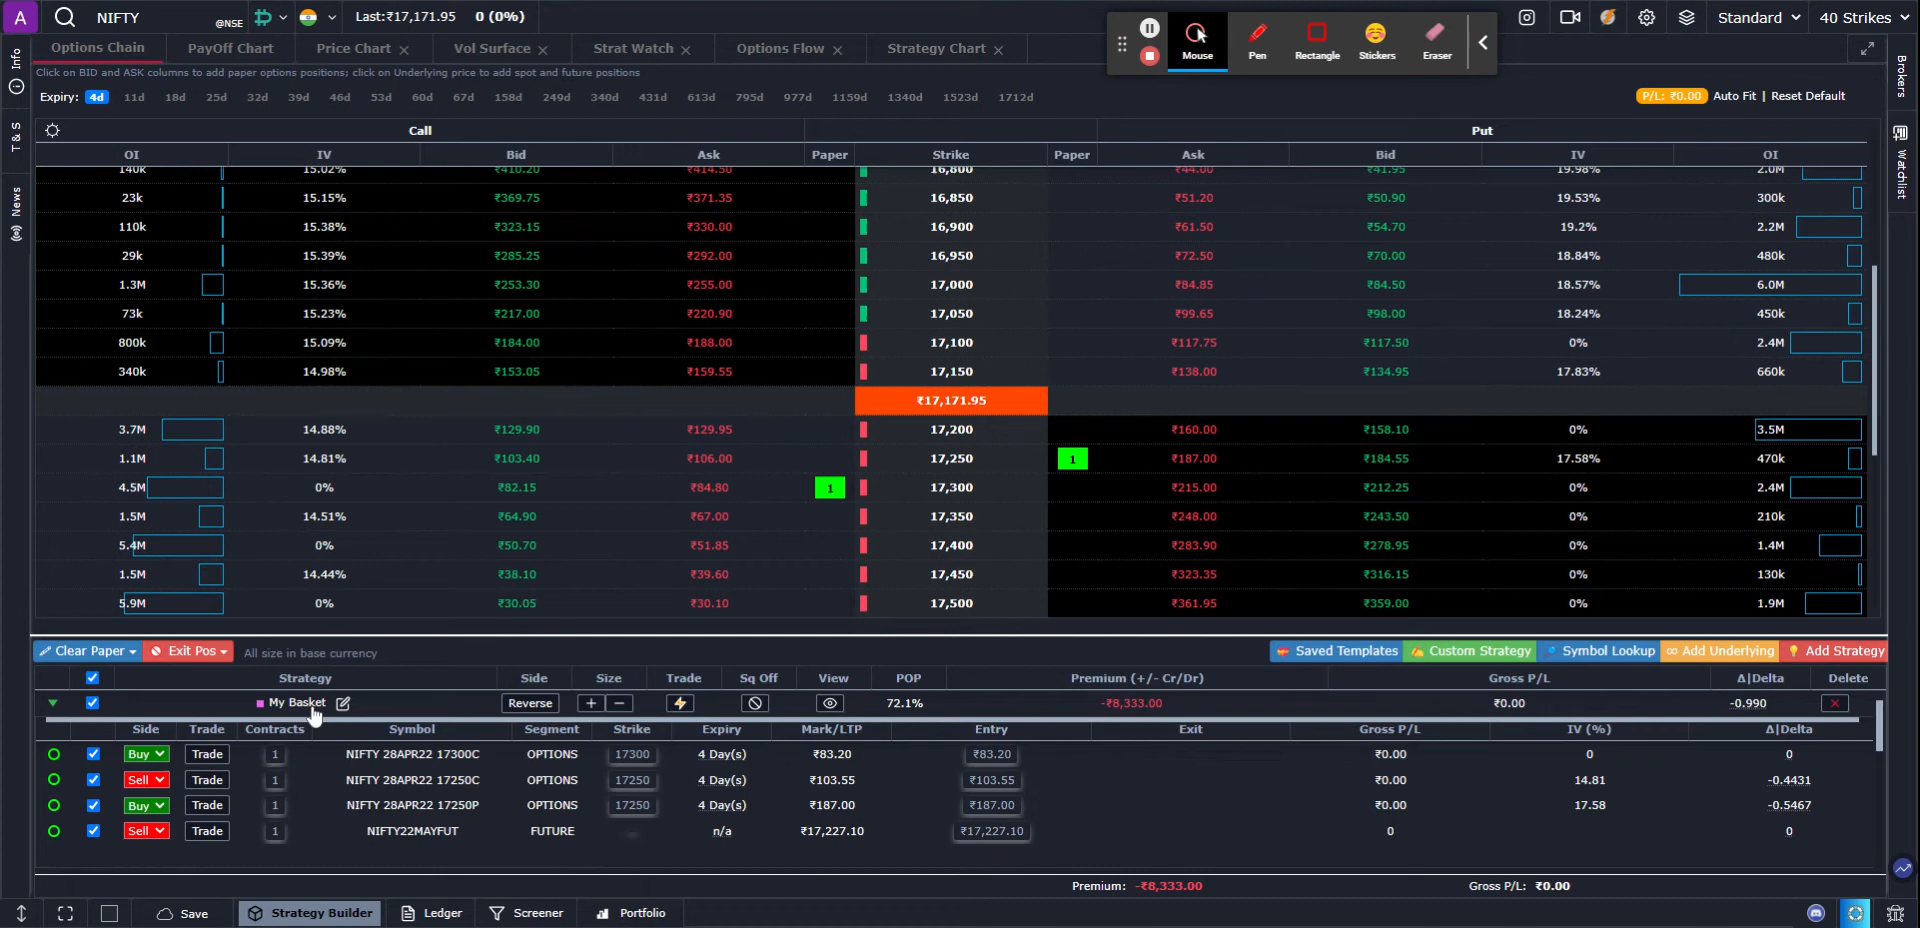 A NIFTY @NSE Last:₹17,171.95 0 (0%) Standard 40 Strikes
Mouse Pen Rectangle Stickers Eraser
Options Chain PayOff Chart Price Chart Vol Surface Strat Watch Options Flow Strategy Chart
Click on BID and ASK columns to add paper options positions; click on Underlying price to add spot and future positions
Expiry: 4d 11d 18d 25d 32d 39d 46d 53d 60d 67d 158d 249d 340d 431d 613d 795d 977d 1159d 1340d 1523d 1712d P/L: ₹0.00 Auto Fit | Reset Default
Info
T & S
News
Brokers
Watchlist
Call Put
OI IV Bid Ask Paper Strike Paper Ask Bid IV OI
140k 15.02% ₹410.20 ₹414.50 16,800 ₹44.00 ₹41.95 19.98% 2.0M
23k 15.15% ₹369.75 ₹371.35 16,850 ₹51.20 ₹50.90 19.53% 300k
110k 15.38% ₹323.15 ₹330.00 16,900 ₹61.50 ₹54.70 19.2% 2.2M
29k 15.39% ₹285.25 ₹292.00 16,950 ₹72.50 ₹70.00 18.84% 480k
1.3M 15.36% ₹253.30 ₹255.00 17,000 ₹84.85 ₹84.50 18.57% 6.0M
73k 15.23% ₹217.00 ₹220.90 17,050 ₹99.65 ₹98.00 18.24% 450k
800k 15.09% ₹184.00 ₹188.00 17,100 ₹117.75 ₹117.50 0% 2.4M
340k 14.98% ₹153.05 ₹159.55 17,150 ₹138.00 ₹134.95 17.83% 660k
₹17,171.95
3.7M 14.88% ₹129.90 ₹129.95 17,200 ₹160.00 ₹158.10 0% 3.5M
1.1M 14.81% ₹103.40 ₹106.00 17,250 1 ₹187.00 ₹184.55 17.58% 470k
4.5M 0% ₹82.15 ₹84.80 1 17,300 ₹215.00 ₹212.25 0% 2.4M
1.5M 14.51% ₹64.90 ₹67.00 17,350 ₹248.00 ₹243.50 0% 210k
5.4M 0% ₹50.70 ₹51.85 17,400 ₹283.90 ₹278.95 0% 1.4M
1.5M 14.44% ₹38.10 ₹39.60 17,450 ₹323.35 ₹316.15 0% 130k
5.9M 0% ₹30.05 ₹30.10 17,500 ₹361.95 ₹359.00 0% 1.9M
Clear Paper Exit Pos All size in base currency Saved Templates Custom Strategy Symbol Lookup Add Underlying Add Strategy
Strategy Side Size Trade Sq Off View POP Premium (+/- Cr/Dr) Gross P/L Δ|Delta Delete
My Basket Reverse + − 72.1% -₹8,333.00 ₹0.00 -0.990 X
Side Trade Contracts Symbol Segment Strike Expiry Mark/LTP Entry Exit Gross P/L IV (%) Δ|Delta
Buy Trade 1 NIFTY 28APR22 17300C OPTIONS 17300 4 Day(s) ₹83.20 ₹83.20 ₹0.00 0 0
Sell Trade 1 NIFTY 28APR22 17250C OPTIONS 17250 4 Day(s) ₹103.55 ₹103.55 ₹0.00 14.81 -0.4431
Buy Trade 1 NIFTY 28APR22 17250P OPTIONS 17250 4 Day(s) ₹187.00 ₹187.00 ₹0.00 17.58 -0.5467
Sell Trade 1 NIFTY22MAYFUT FUTURE n/a ₹17,227.10 ₹17,227.10 0 0
Premium: -₹8,333.00 Gross P/L: ₹0.00
Save Strategy Builder Ledger Screener Portfolio